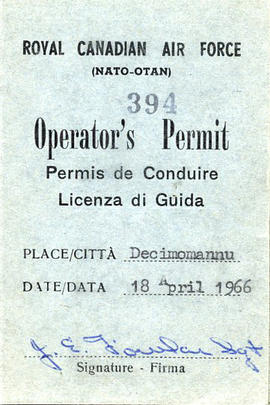 ROYAL CANADIAN AIR FORCE
(NATO-OTAN)
394
Operator's Permit
Permis de Conduire
Licenza di Guida
PLACE/CITTÀ Decimomannu
DATE/DATA 18 April 1966
J. E. Sgt
Signature - Firma